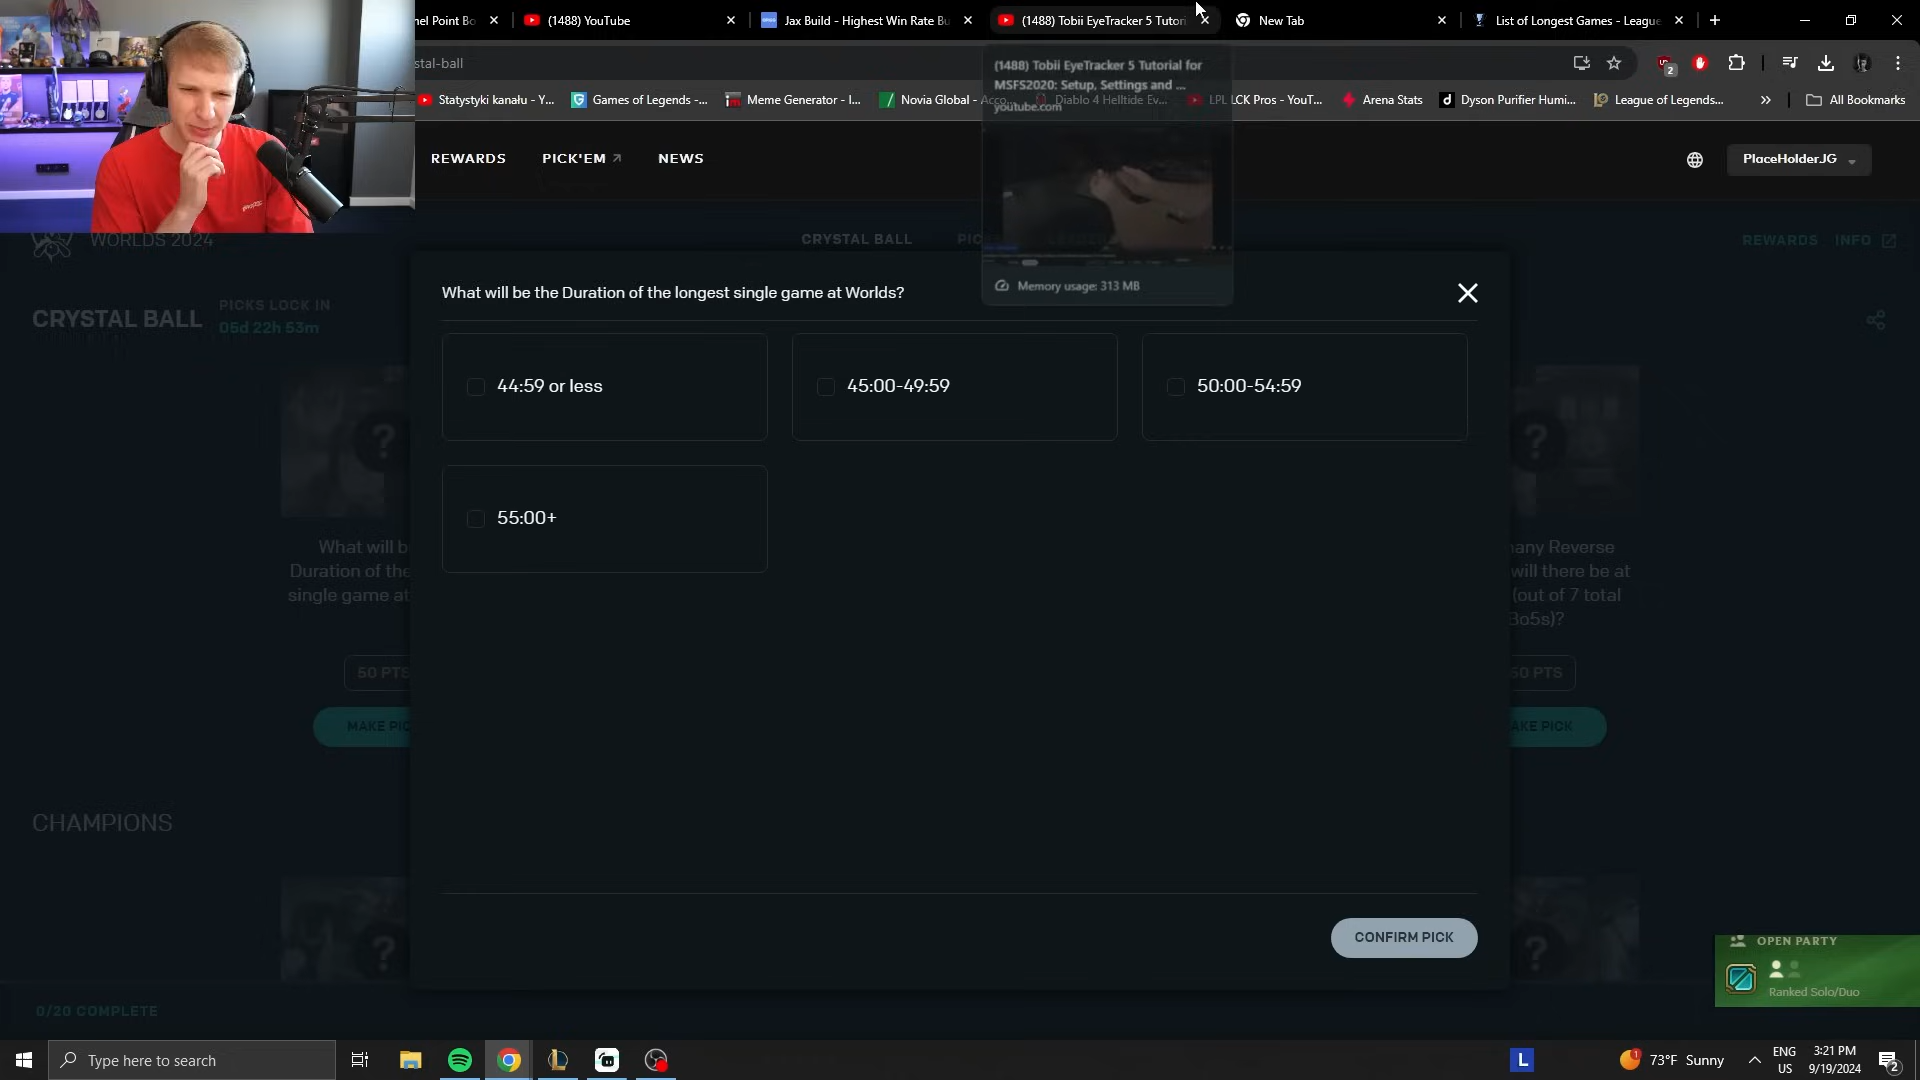 nel Point Bo
(1488) YouTube
Jax Build - Highest Win Rate Bu
(1488) Tobii EyeTracker 5 Tutori
New Tab
List of Longest Games - League
stal-ball
2
(1488) Tobii EyeTracker 5 Tutorial for
MSFS2020: Setup, Settings and ...
youtube.com
Statystyki kanału - Y...
Games of Legends -...
Meme Generator - I...
Novia Global - Acco...
Diablo 4 Helltide Ev...
LPL LCK Pros - YouT...
Arena Stats
Dyson Purifier Humi...
League of Legends...
All Bookmarks
REWARDS
PICK'EM
NEWS
PlaceHolderJG
Memory usage: 313 MB
WORLDS 2024
CRYSTAL BALL
REWARDS
INFO
CRYSTAL BALL
PICKS LOCK IN
05d 22h 53m
What will be the Duration of the longest single game at Worlds?
44:59 or less
45:00-49:59
50:00-54:59
55:00+
What will b
Duration of the
single game at
any Reverse
will there be at
(out of 7 total
Bo5s)?
50 PTS
50 PTS
MAKE PIC
AKE PICK
CHAMPIONS
CONFIRM PICK
OPEN PARTY
Ranked Solo/Duo
0/20 COMPLETE
Type here to search
L
1
73°F Sunny
ENG
US
3:21 PM
9/19/2024
2